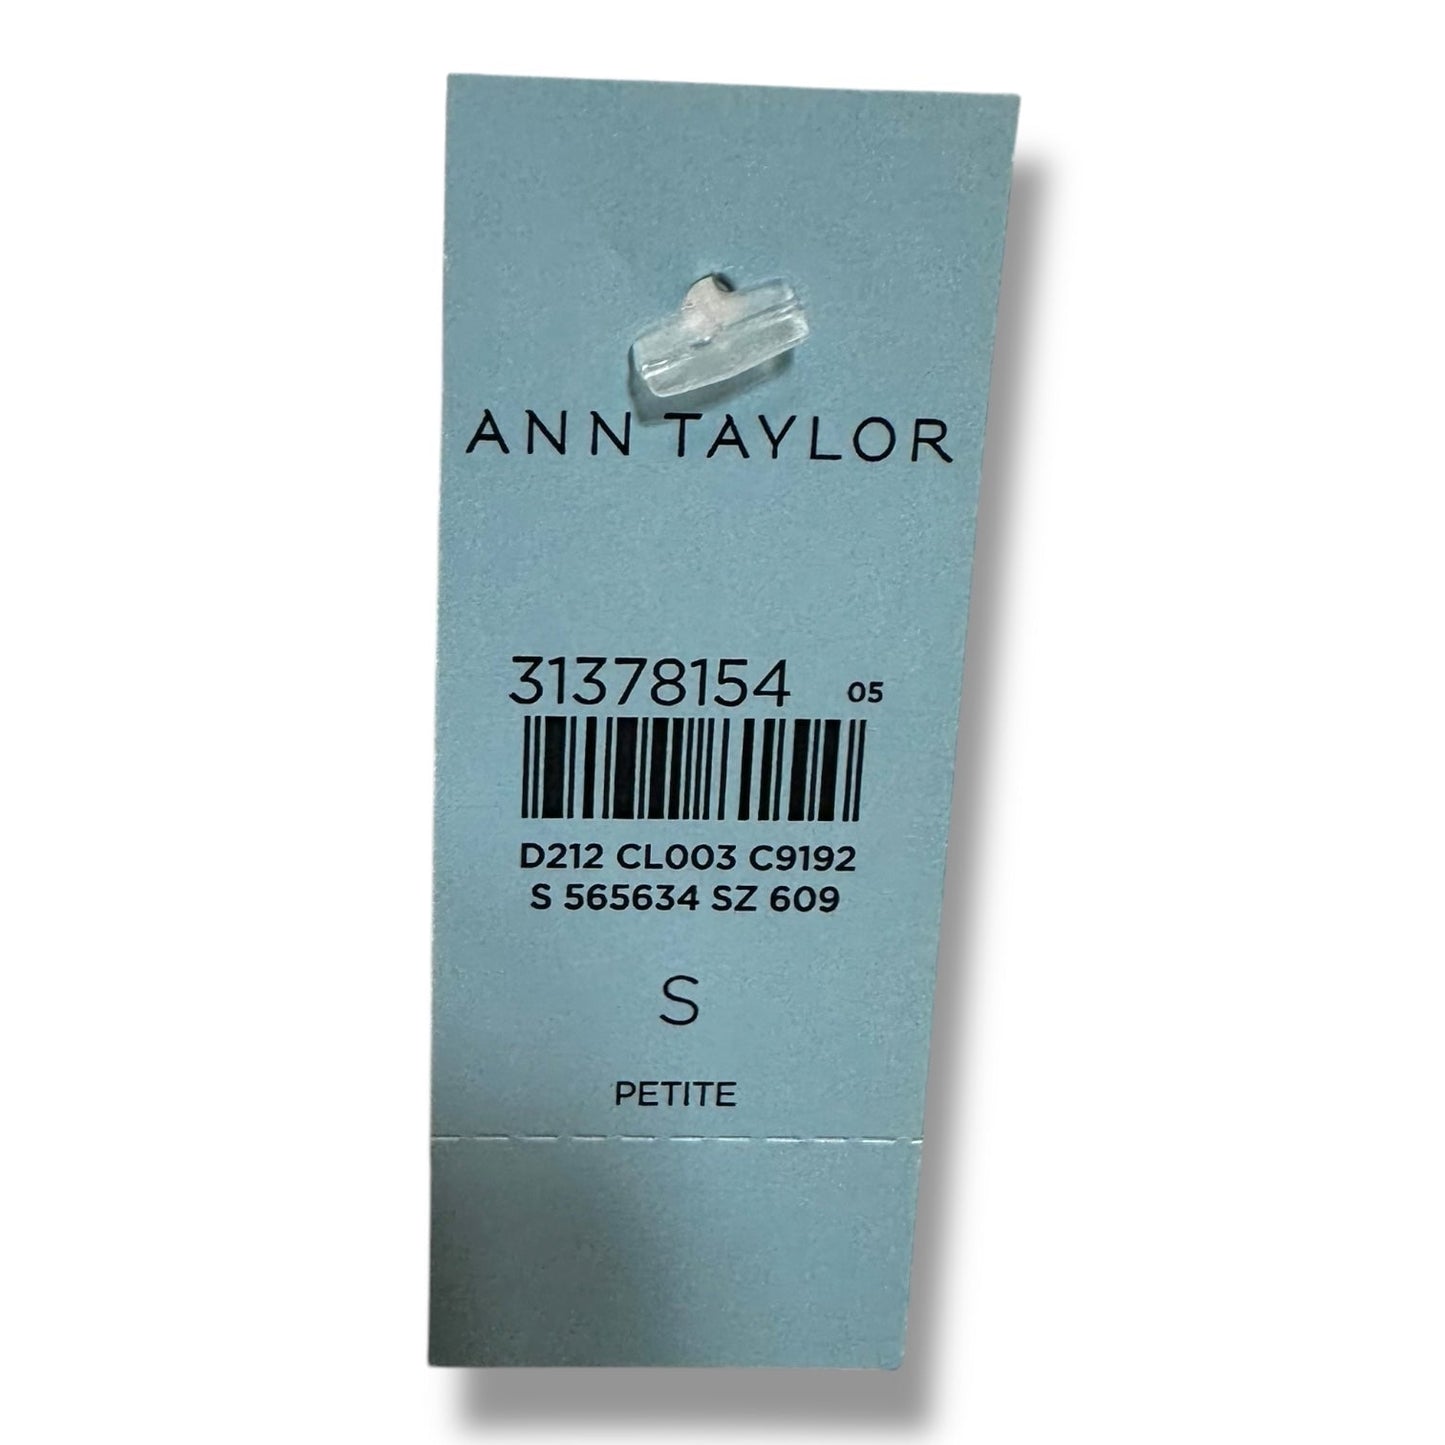 ANN TAYLOR
31378154 05
D212 CL003 C9192
S 565634 SZ 609
S
PETITE